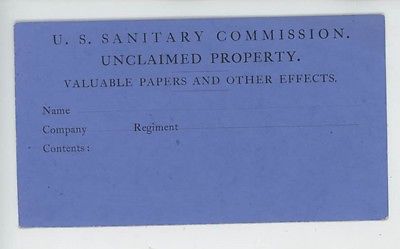 U. S. SANITARY COMMISSION.
UNCLAIMED PROPERTY.
VALUABLE PAPERS AND OTHER EFFECTS.
Name
Company Regiment
Contents: